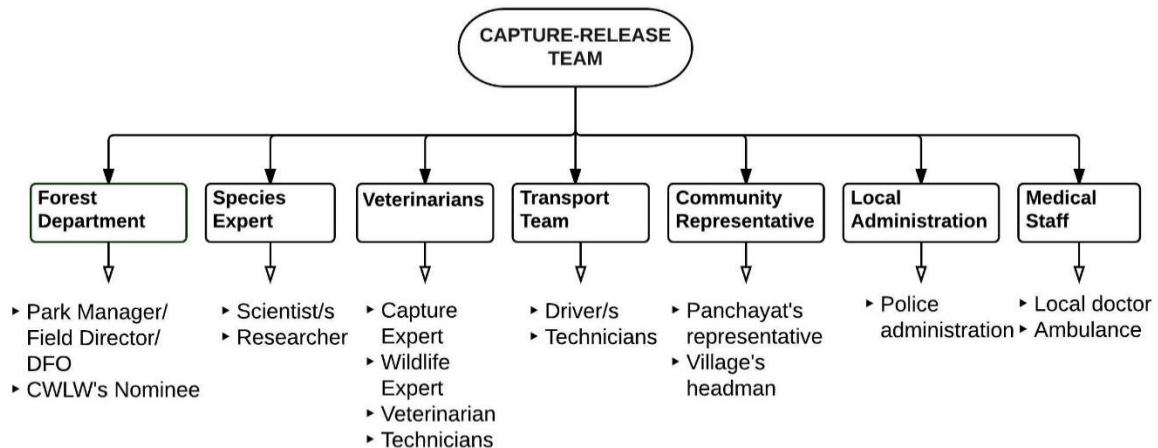 CAPTURE-RELEASE
TEAM
Forest
Department
Species
Expert
Veterinarians
Transport
Team
Community
Representative
Local
Administration
Medical
Staff
▸ Park Manager/
Field Director/
DFO
▸ CWLW's Nominee
▸ Scientist/s
▸ Researcher
▸ Capture
Expert
▸ Wildlife
Expert
▸ Veterinarian
▸ Technicians
▸ Driver/s
▸ Technicians
▸ Panchayat's
representative
▸ Village's
headman
▸ Police
administration
▸ Local doctor
▸ Ambulance